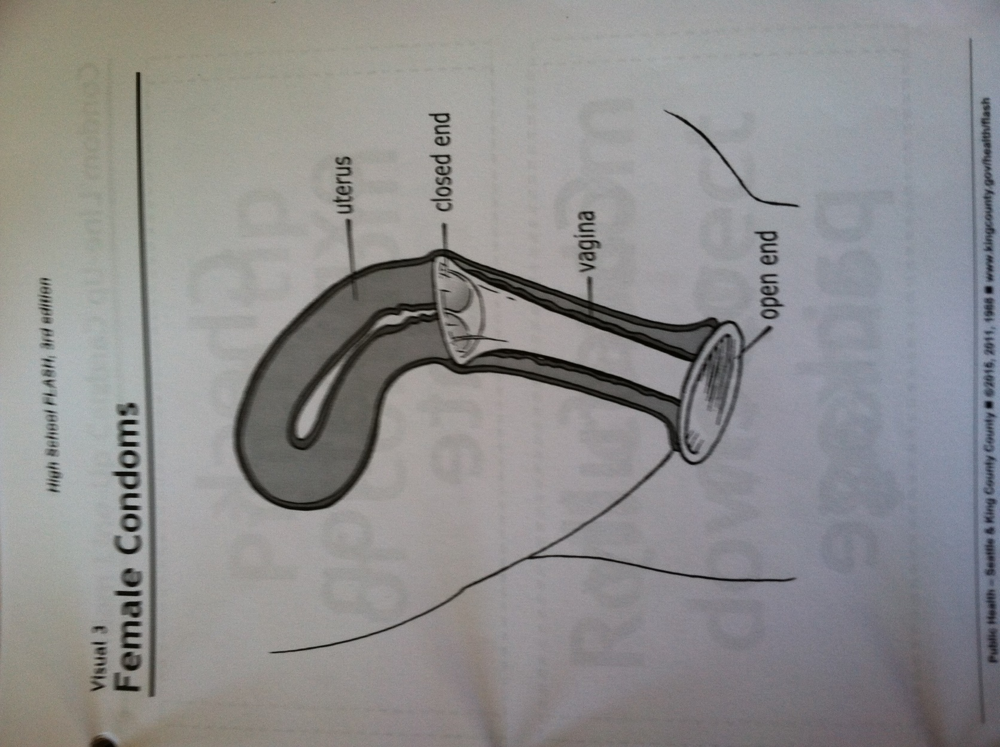 High School FLASH, 3rd edition
Visual 3
Female Condoms
uterus
closed end
vagina
open end
Public Health – Seattle & King County ■ ©2015, 2011, 1988 ■ www.kingcounty.gov/health/flash